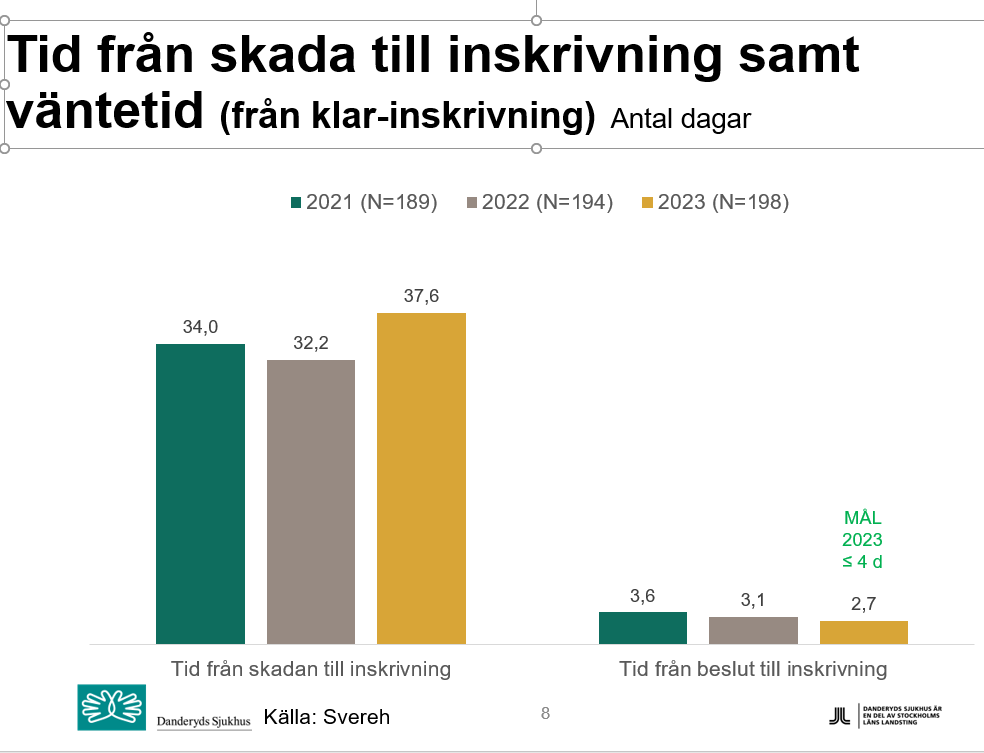 Tid från skada till inskrivning samt
väntetid (från klar-inskrivning) Antal dagar
2021 (N=189) 2022 (N=194) 2023 (N=198)
37,6
34,0
32,2
MÅL
2023
≤ 4 d
3,6
3,1
2,7
Tid från skadan till inskrivning
Tid från beslut till inskrivning
Danderyds Sjukhus
Källa: Svereh
8
DANDERYDS SJUKHUS ÄR
EN DEL AV STOCKHOLMS
LÄNS LANDSTING